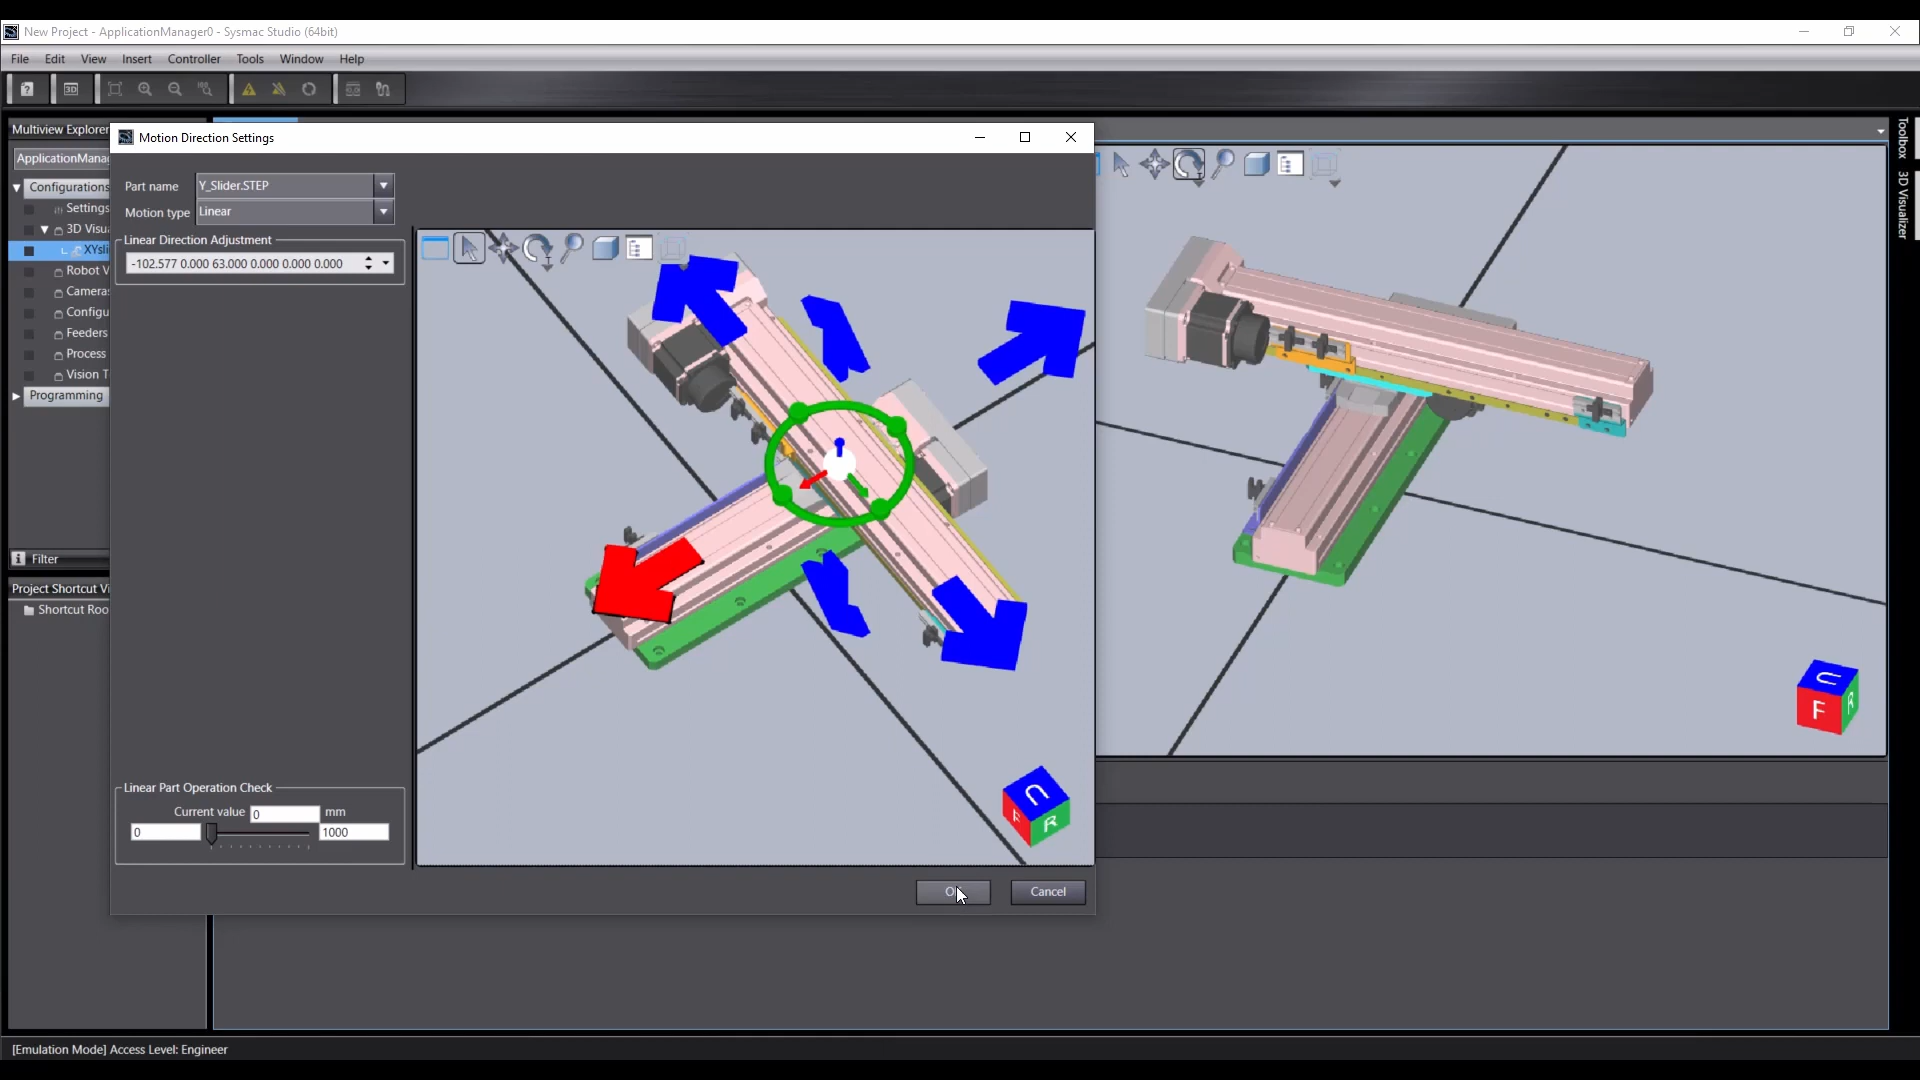 New Project - ApplicationManager0 - Sysmac Studio (64bit)
File Edit View Insert Controller Tools Window Help
3D
Multiview Explorer
ApplicationMana
Configurations
Settings
3D Visu
XYsli
Robot V
Cameras
Configu
Feeders
Process
Vision T
Programming
Filter
Project Shortcut Vi
Shortcut Roo
Motion Direction Settings
Part name Y_Slider.STEP
Motion type Linear
Linear Direction Adjustment
-102.577 0.000 63.000 0.000 0.000 0.000
Linear Part Operation Check
Current value 0 mm
0 1000
U
F R
Cancel
U
F R
Toolbox
3D Visualizer
[Emulation Mode] Access Level: Engineer